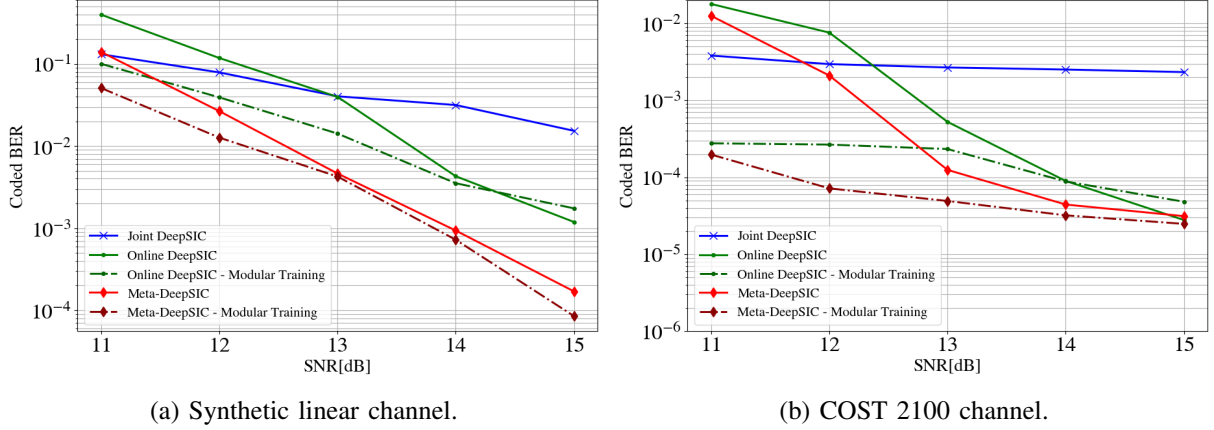 Coded BER
10⁻¹
10⁻²
10⁻³
10⁻⁴
Joint DeepSIC
Online DeepSIC
Online DeepSIC - Modular Training
Meta-DeepSIC
Meta-DeepSIC - Modular Training
11 12 13 14 15
SNR[dB]
(a) Synthetic linear channel.
Coded BER
10⁻²
10⁻³
10⁻⁴
10⁻⁵
10⁻⁶
Joint DeepSIC
Online DeepSIC
Online DeepSIC - Modular Training
Meta-DeepSIC
Meta-DeepSIC - Modular Training
11 12 13 14 15
SNR[dB]
(b) COST 2100 channel.